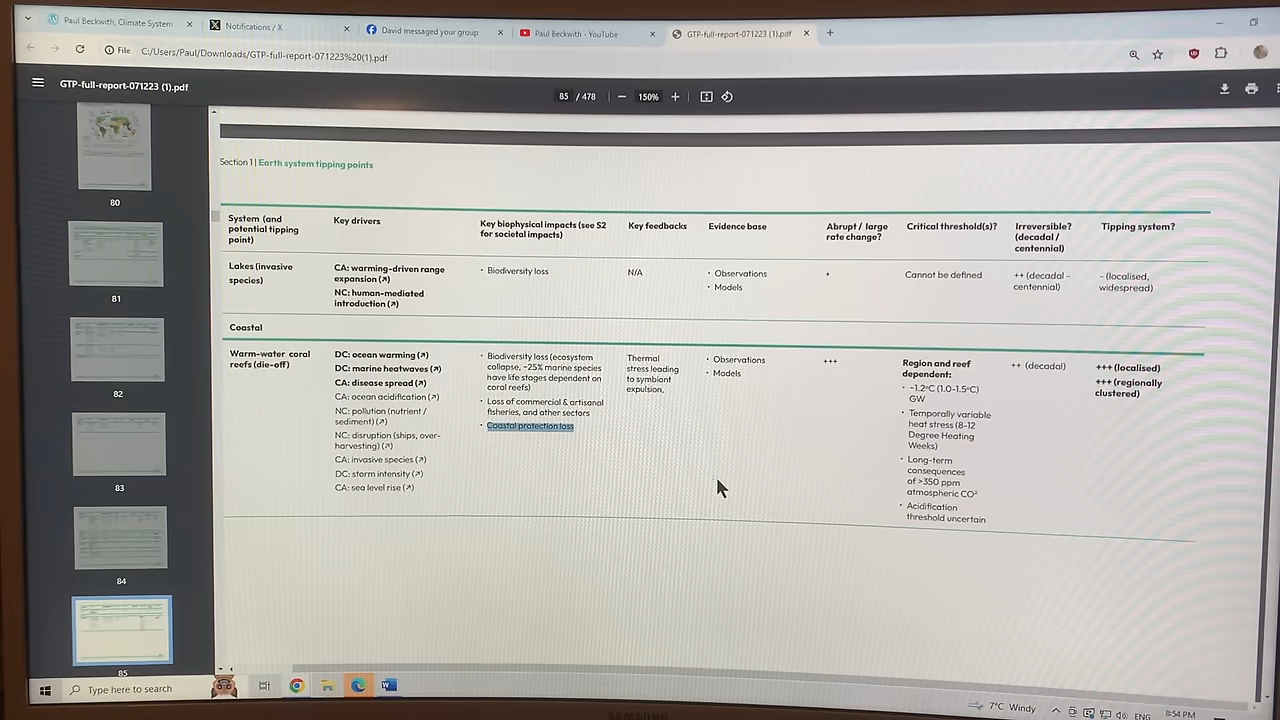 Paul Beckwith, Climate System
Notifications / X
David messaged your group
Paul Beckwith - YouTube
GTP-full-report-071223 (1).pdf
File
C:/Users/Paul/Downloads/GTP-full-report-071223%20(1).pdf
GTP-full-report-071223 (1).pdf
85 / 478
150%
80
81
82
83
84
85
Section 1 | Earth system tipping points
System (and
potential tipping
point)
Key drivers
Key biophysical impacts (see S2
for societal impacts)
Key feedbacks
Evidence base
Abrupt / large
rate change?
Critical threshold(s)?
Irreversible?
(decadal /
centennial)
Tipping system?
Lakes (invasive
species)
CA: warming-driven range
expansion (↗)
NC: human-mediated
introduction (↗)
• Biodiversity loss
N/A
• Observations
• Models
+
Cannot be defined
++ (decadal -
centennial)
- (localised,
widespread)
Coastal
Warm-water coral
reefs (die-off)
DC: ocean warming (↗)
DC: marine heatwaves (↗)
CA: disease spread (↗)
CA: ocean acidification (↗)
NC: pollution (nutrient /
sediment) (↗)
NC: disruption (ships, over-
harvesting) (↗)
CA: invasive species (↗)
DC: storm intensity (↗)
CA: sea level rise (↗)
• Biodiversity loss (ecosystem
collapse, ~25% marine species
have life stages dependent on
coral reefs)
• Loss of commercial & artisanal
fisheries, and other sectors
• Coastal protection loss
Thermal
stress leading
to symbiont
expulsion,
• Observations
• Models
+++
Region and reef
dependent:
• ~1.2ºC (1.0-1.5ºC)
GW
• Temporally variable
heat stress (8-12
Degree Heating
Weeks)
• Long-term
consequences
of >350 ppm
atmospheric CO²
• Acidification
threshold uncertain
++ (decadal)
+++ (localised)
+++ (regionally
clustered)
Type here to search
7°C Windy
ENG
8:54 PM
SAMSUNG